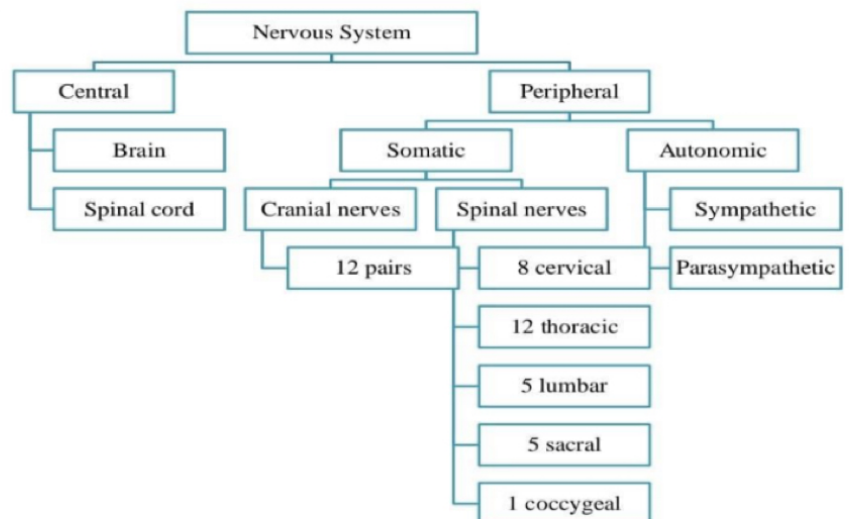 Nervous System
Central
Peripheral
Brain
Somatic
Autonomic
Spinal cord
Cranial nerves
Spinal nerves
Sympathetic
12 pairs
8 cervical
Parasympathetic
12 thoracic
5 lumbar
5 sacral
1 coccygeal